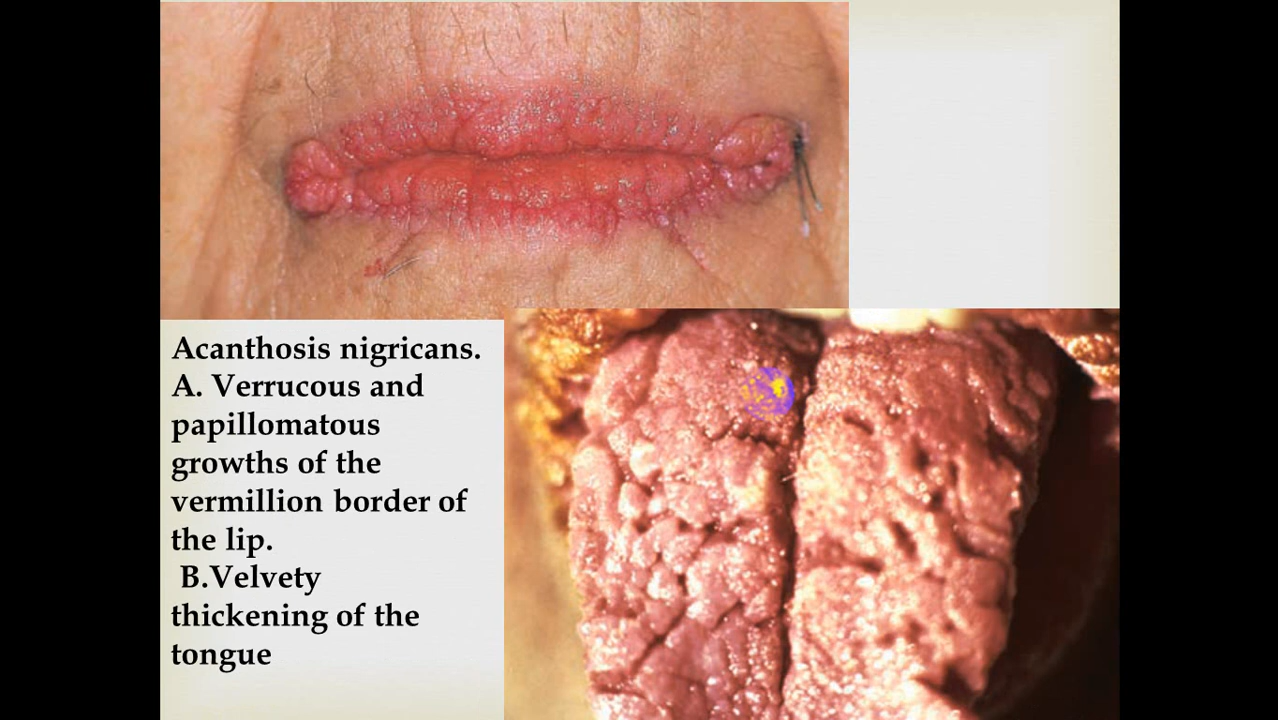 Acanthosis nigricans.
A. Verrucous and
papillomatous
growths of the
vermillion border of
the lip.
B.Velvety
thickening of the
tongue